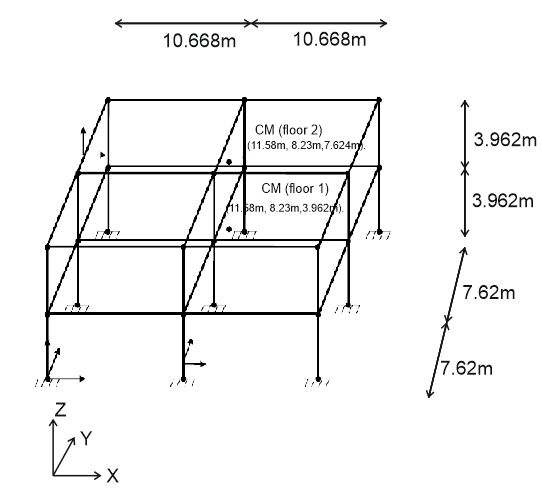 10.668m 10.668m
CM (floor 2)
(11.58m, 8.23m,7.624m).
3.962m
CM (floor 1)
(11.58m, 8.23m,3.962m).
3.962m
7.62m
7.62m
Z
Y
X